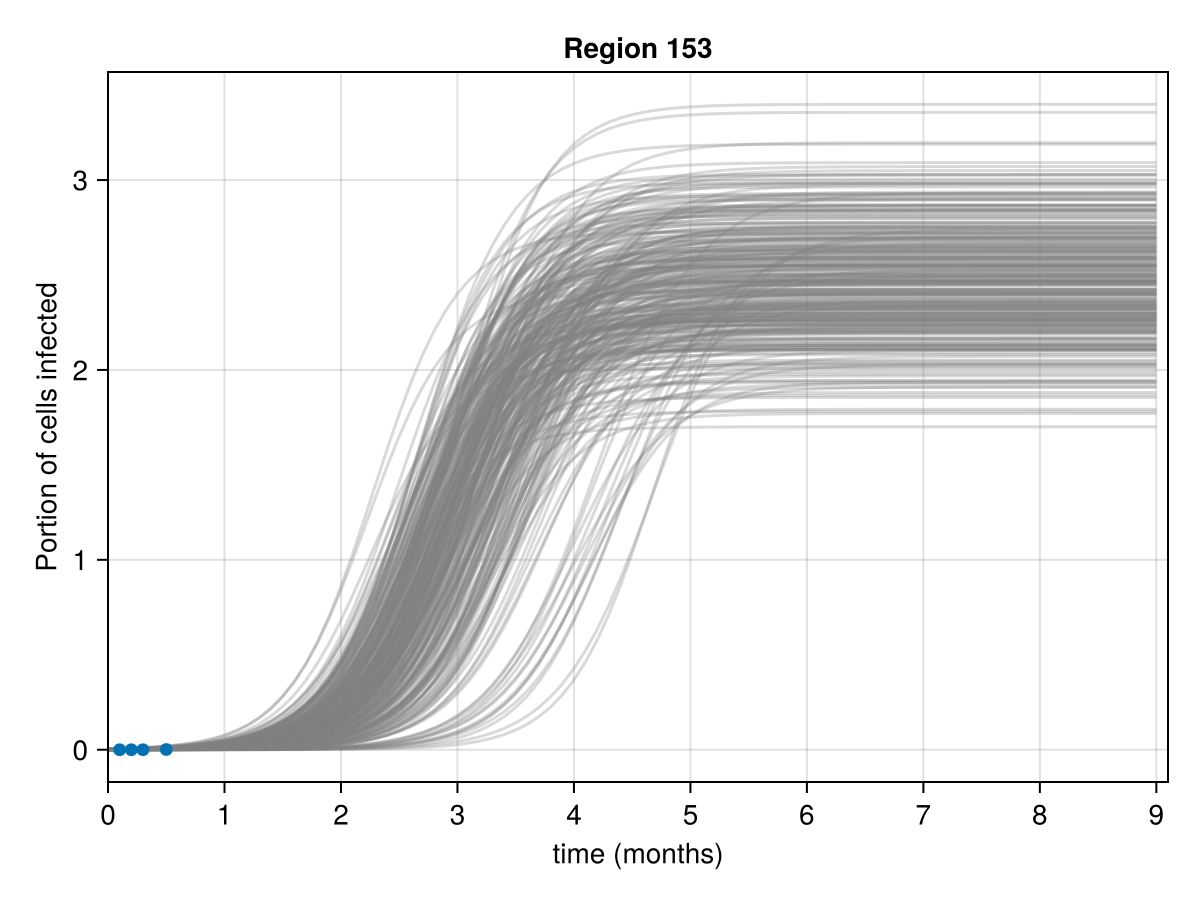 Region 153
Portion of cells infected
3
2
1
0
0 1 2 3 4 5 6 7 8 9
time (months)